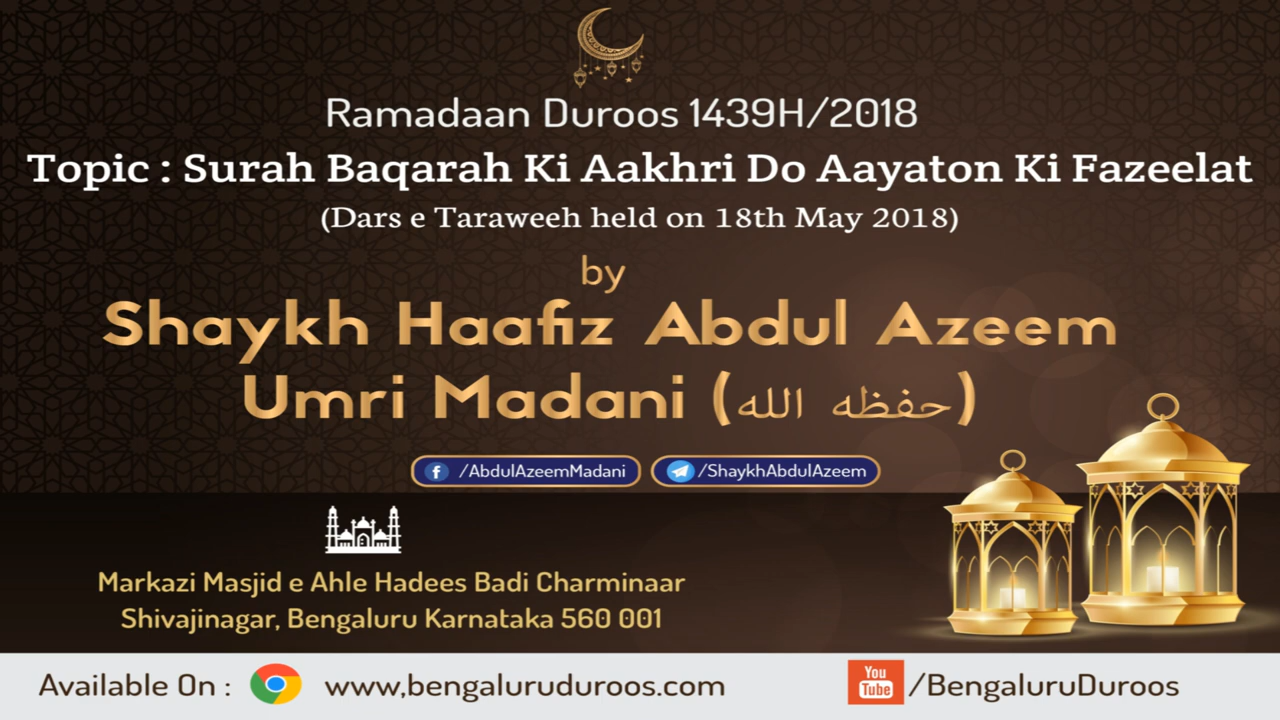 Ramadaan Duroos 1439H/2018
Topic : Surah Baqarah Ki Aakhri Do Aayaton Ki Fazeelat
(Dars e Taraweeh held on 18th May 2018)
by
Shaykh Haafiz Abdul Azeem
Umri Madani (حفظه الله)
/AbdulAzeemMadani /ShaykhAbdulAzeem
Markazi Masjid e Ahle Hadees Badi Charminaar
Shivajinagar, Bengaluru Karnataka 560 001
Available On : www,bengaluruduroos.com You Tube /BengaluruDuroos